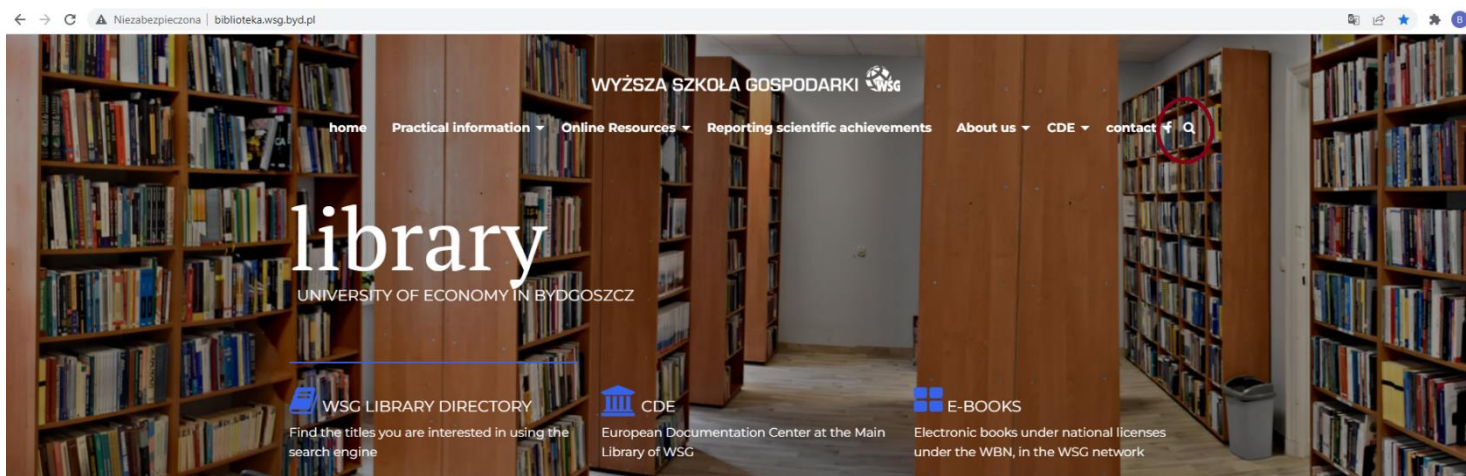 Niezabezpieczona | biblioteka.wsg.byd.pl
B
WYŻSZA SZKOŁA GOSPODARKI WSG
home Practical information Online Resources Reporting scientific achievements About us CDE contact f
library
UNIVERSITY OF ECONOMY IN BYDGOSZCZ
WSG LIBRARY DIRECTORY
Find the titles you are interested in using the
search engine
CDE
European Documentation Center at the Main
Library of WSG
E-BOOKS
Electronic books under national licenses
under the WBN, in the WSG network